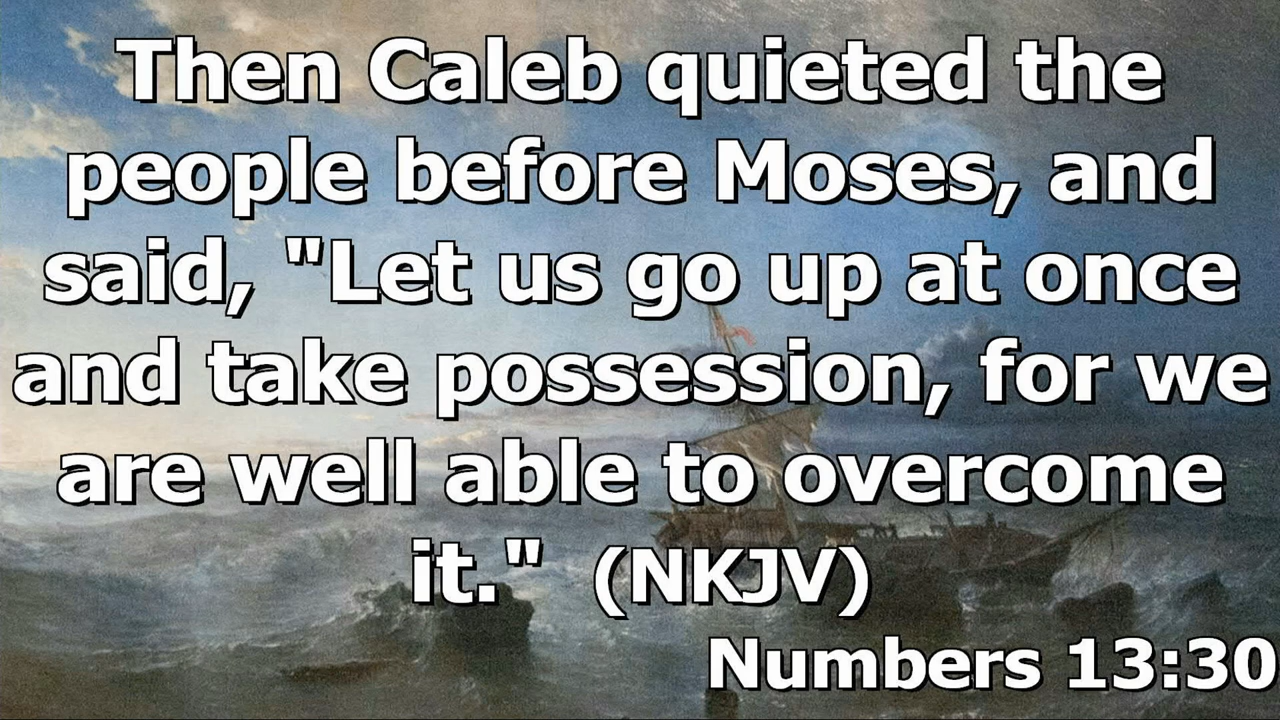 Then Caleb quieted the
people before Moses, and
said, "Let us go up at once
and take possession, for we
are well able to overcome
it." (NKJV)
Numbers 13:30